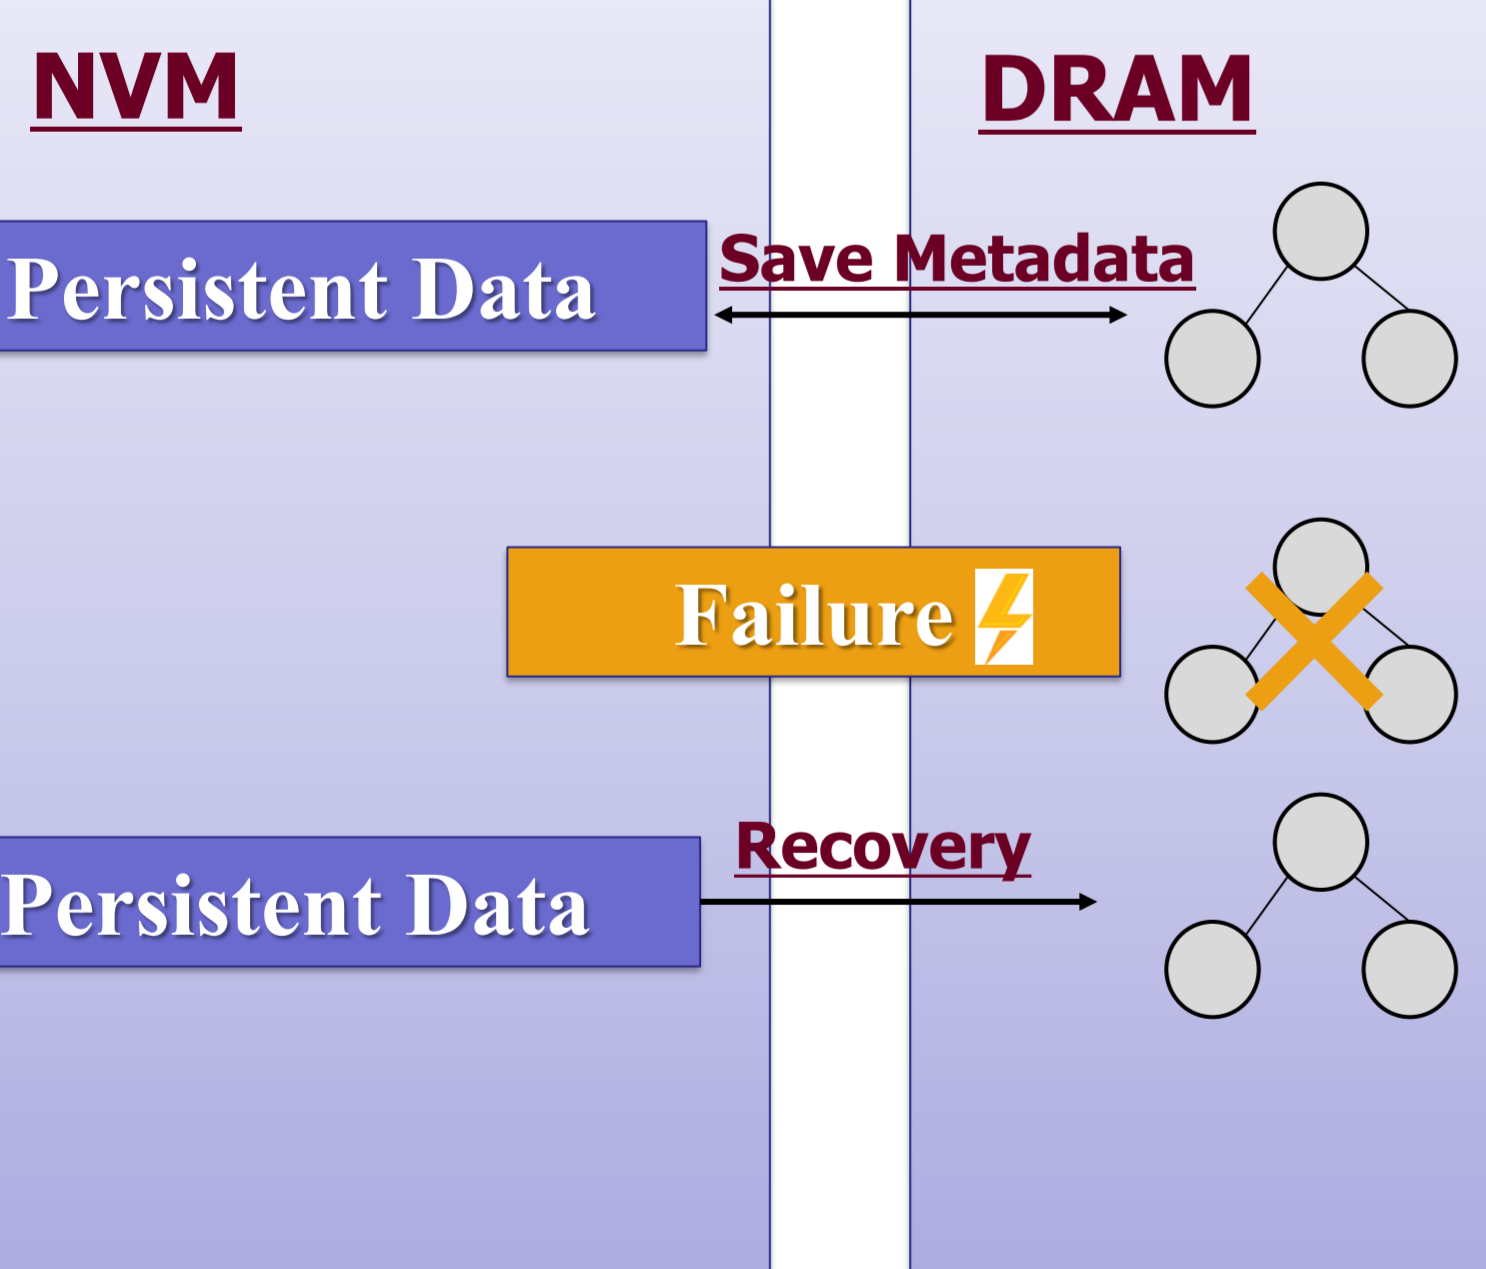 NVM
DRAM
Persistent Data
Save Metadata
Failure
Persistent Data
Recovery